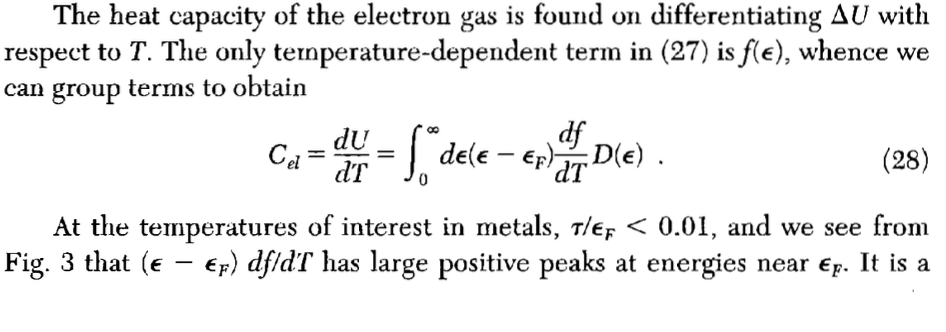 The heat capacity of the electron gas is found on differentiating ΔU with
respect to T. The only temperature-dependent term in (27) is f(ϵ), whence we
can group terms to obtain
C_el = dU/dT = ∫_0^∞ dϵ(ϵ − ϵ_F) df/dT D(ϵ) . (28)
At the temperatures of interest in metals, τ/ϵ_F < 0.01, and we see from
Fig. 3 that (ϵ − ϵ_F) df/dT has large positive peaks at energies near ϵ_F. It is a